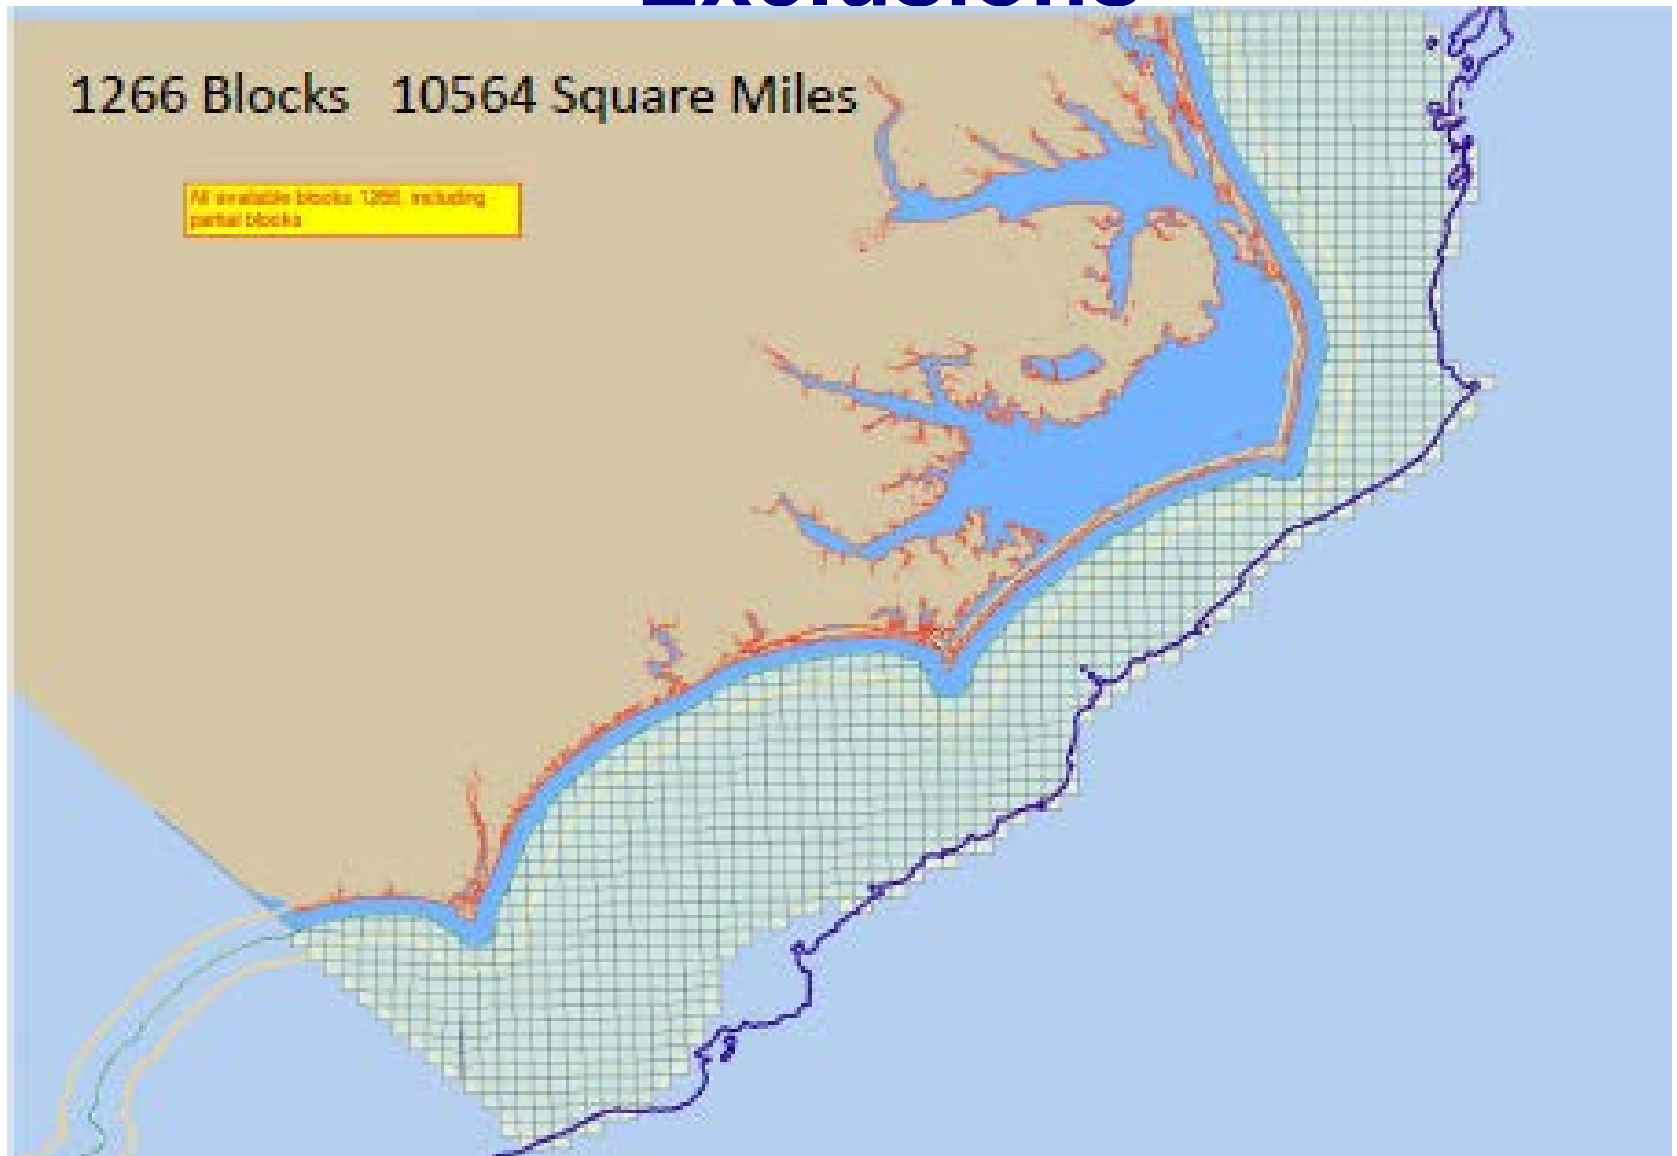 Exclusions
1266 Blocks 10564 Square Miles
All available blocks 1266, including
partial blocks